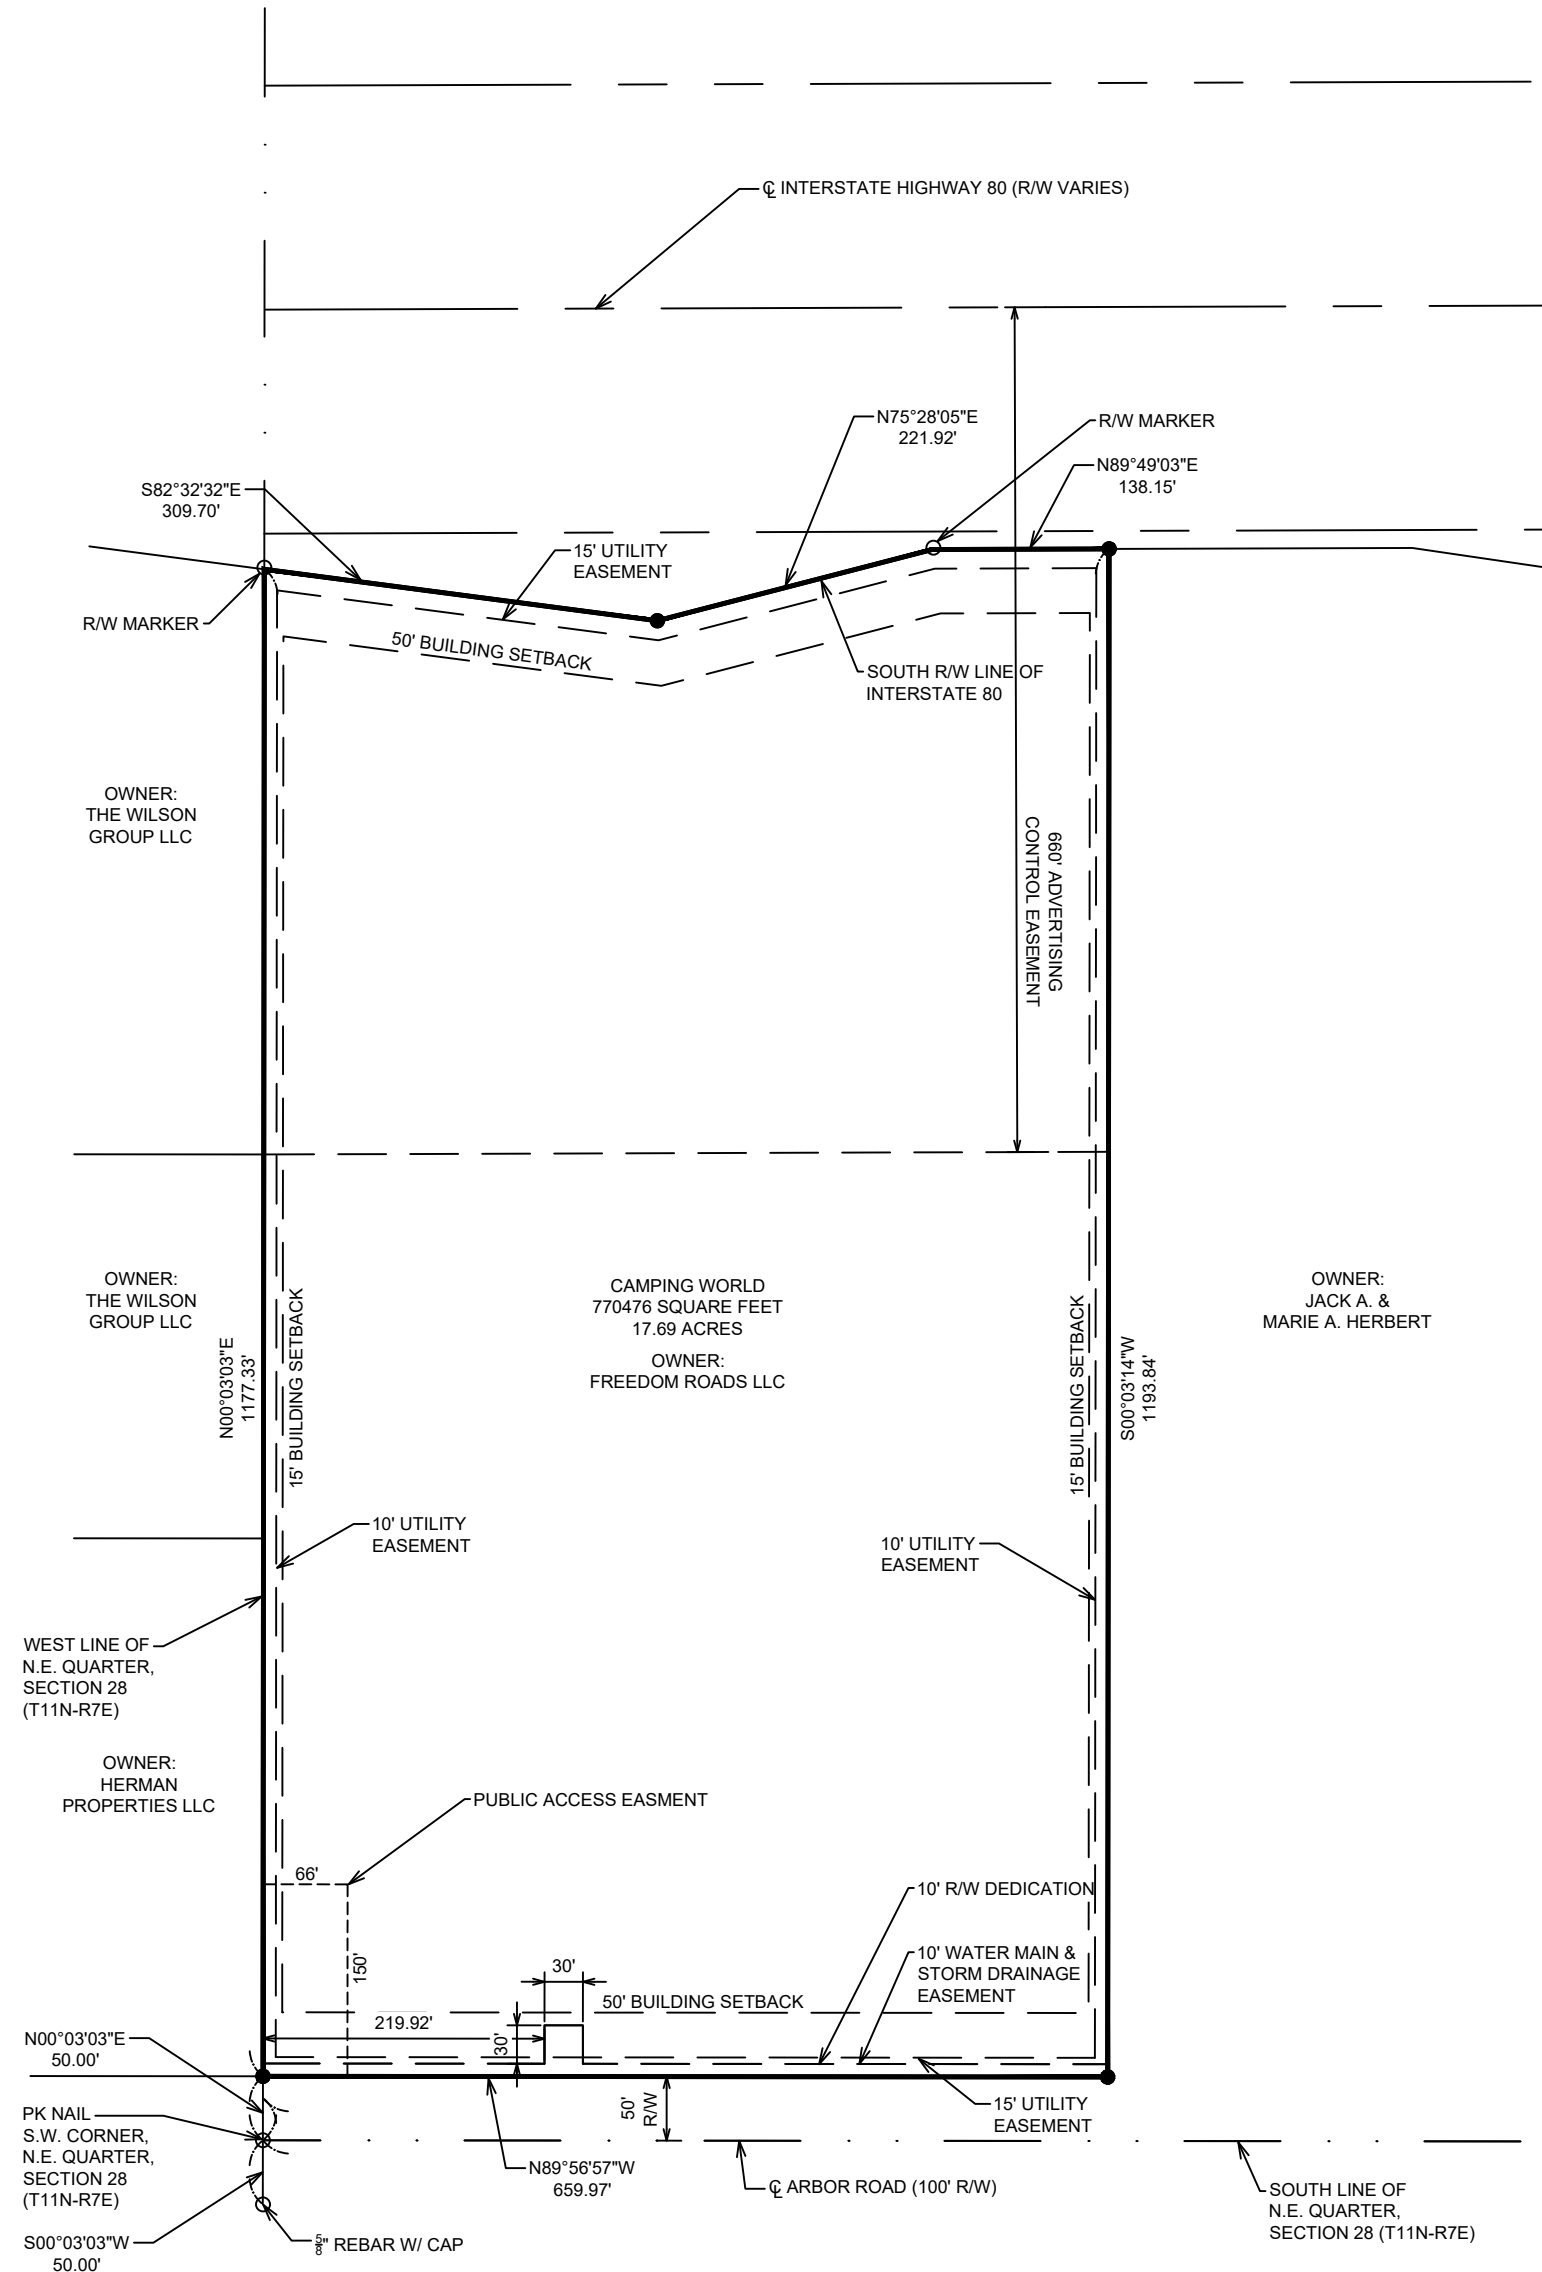 ℄ INTERSTATE HIGHWAY 80 (R/W VARIES)
N75°28'05"E
221.92'
R/W MARKER
N89°49'03"E
138.15'
S82°32'32"E
309.70'
15' UTILITY
EASEMENT
R/W MARKER
50' BUILDING SETBACK
SOUTH R/W LINE OF
INTERSTATE 80
OWNER:
THE WILSON
GROUP LLC
660' ADVERTISING
CONTROL EASEMENT
OWNER:
THE WILSON
GROUP LLC
N00°03'03"E
1177.33'
15' BUILDING SETBACK
CAMPING WORLD
770476 SQUARE FEET
17.69 ACRES
OWNER:
FREEDOM ROADS LLC
15' BUILDING SETBACK
S00°03'14"W
1193.84'
OWNER:
JACK A. &
MARIE A. HERBERT
10' UTILITY
EASEMENT
10' UTILITY
EASEMENT
WEST LINE OF
N.E. QUARTER,
SECTION 28
(T11N-R7E)
OWNER:
HERMAN
PROPERTIES LLC
PUBLIC ACCESS EASMENT
66'
150'
10' R/W DEDICATION
10' WATER MAIN &
STORM DRAINAGE
EASEMENT
30'
50' BUILDING SETBACK
219.92'
30'
N00°03'03"E
50.00'
50'
R/W
15' UTILITY
EASEMENT
PK NAIL
S.W. CORNER,
N.E. QUARTER,
SECTION 28
(T11N-R7E)
N89°56'57"W
659.97'
℄ ARBOR ROAD (100' R/W)
SOUTH LINE OF
N.E. QUARTER,
SECTION 28 (T11N-R7E)
S00°03'03"W
50.00'
⅝" REBAR W/ CAP